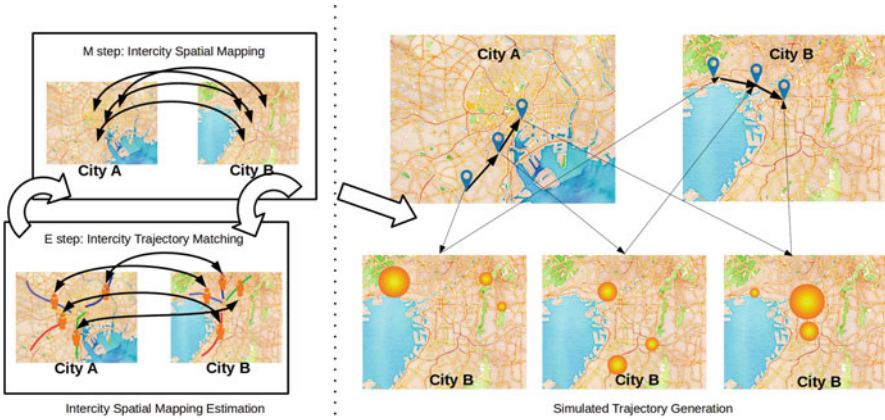 M step: Intercity Spatial Mapping
City A
City B
E step: Intercity Trajectory Matching
City A
City B
Intercity Spatial Mapping Estimation
City A
City B
City B
City B
City B
Simulated Trajectory Generation